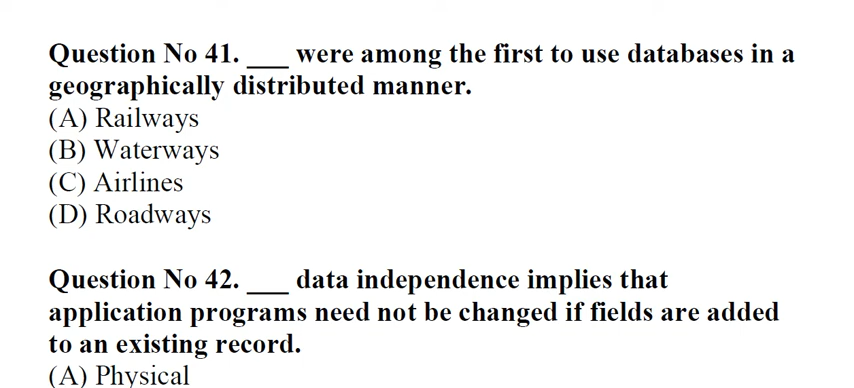 Question No 41. ___ were among the first to use databases in a
geographically distributed manner.
(A) Railways
(B) Waterways
(C) Airlines
(D) Roadways
Question No 42. ___ data independence implies that
application programs need not be changed if fields are added
to an existing record.
(A) Physical